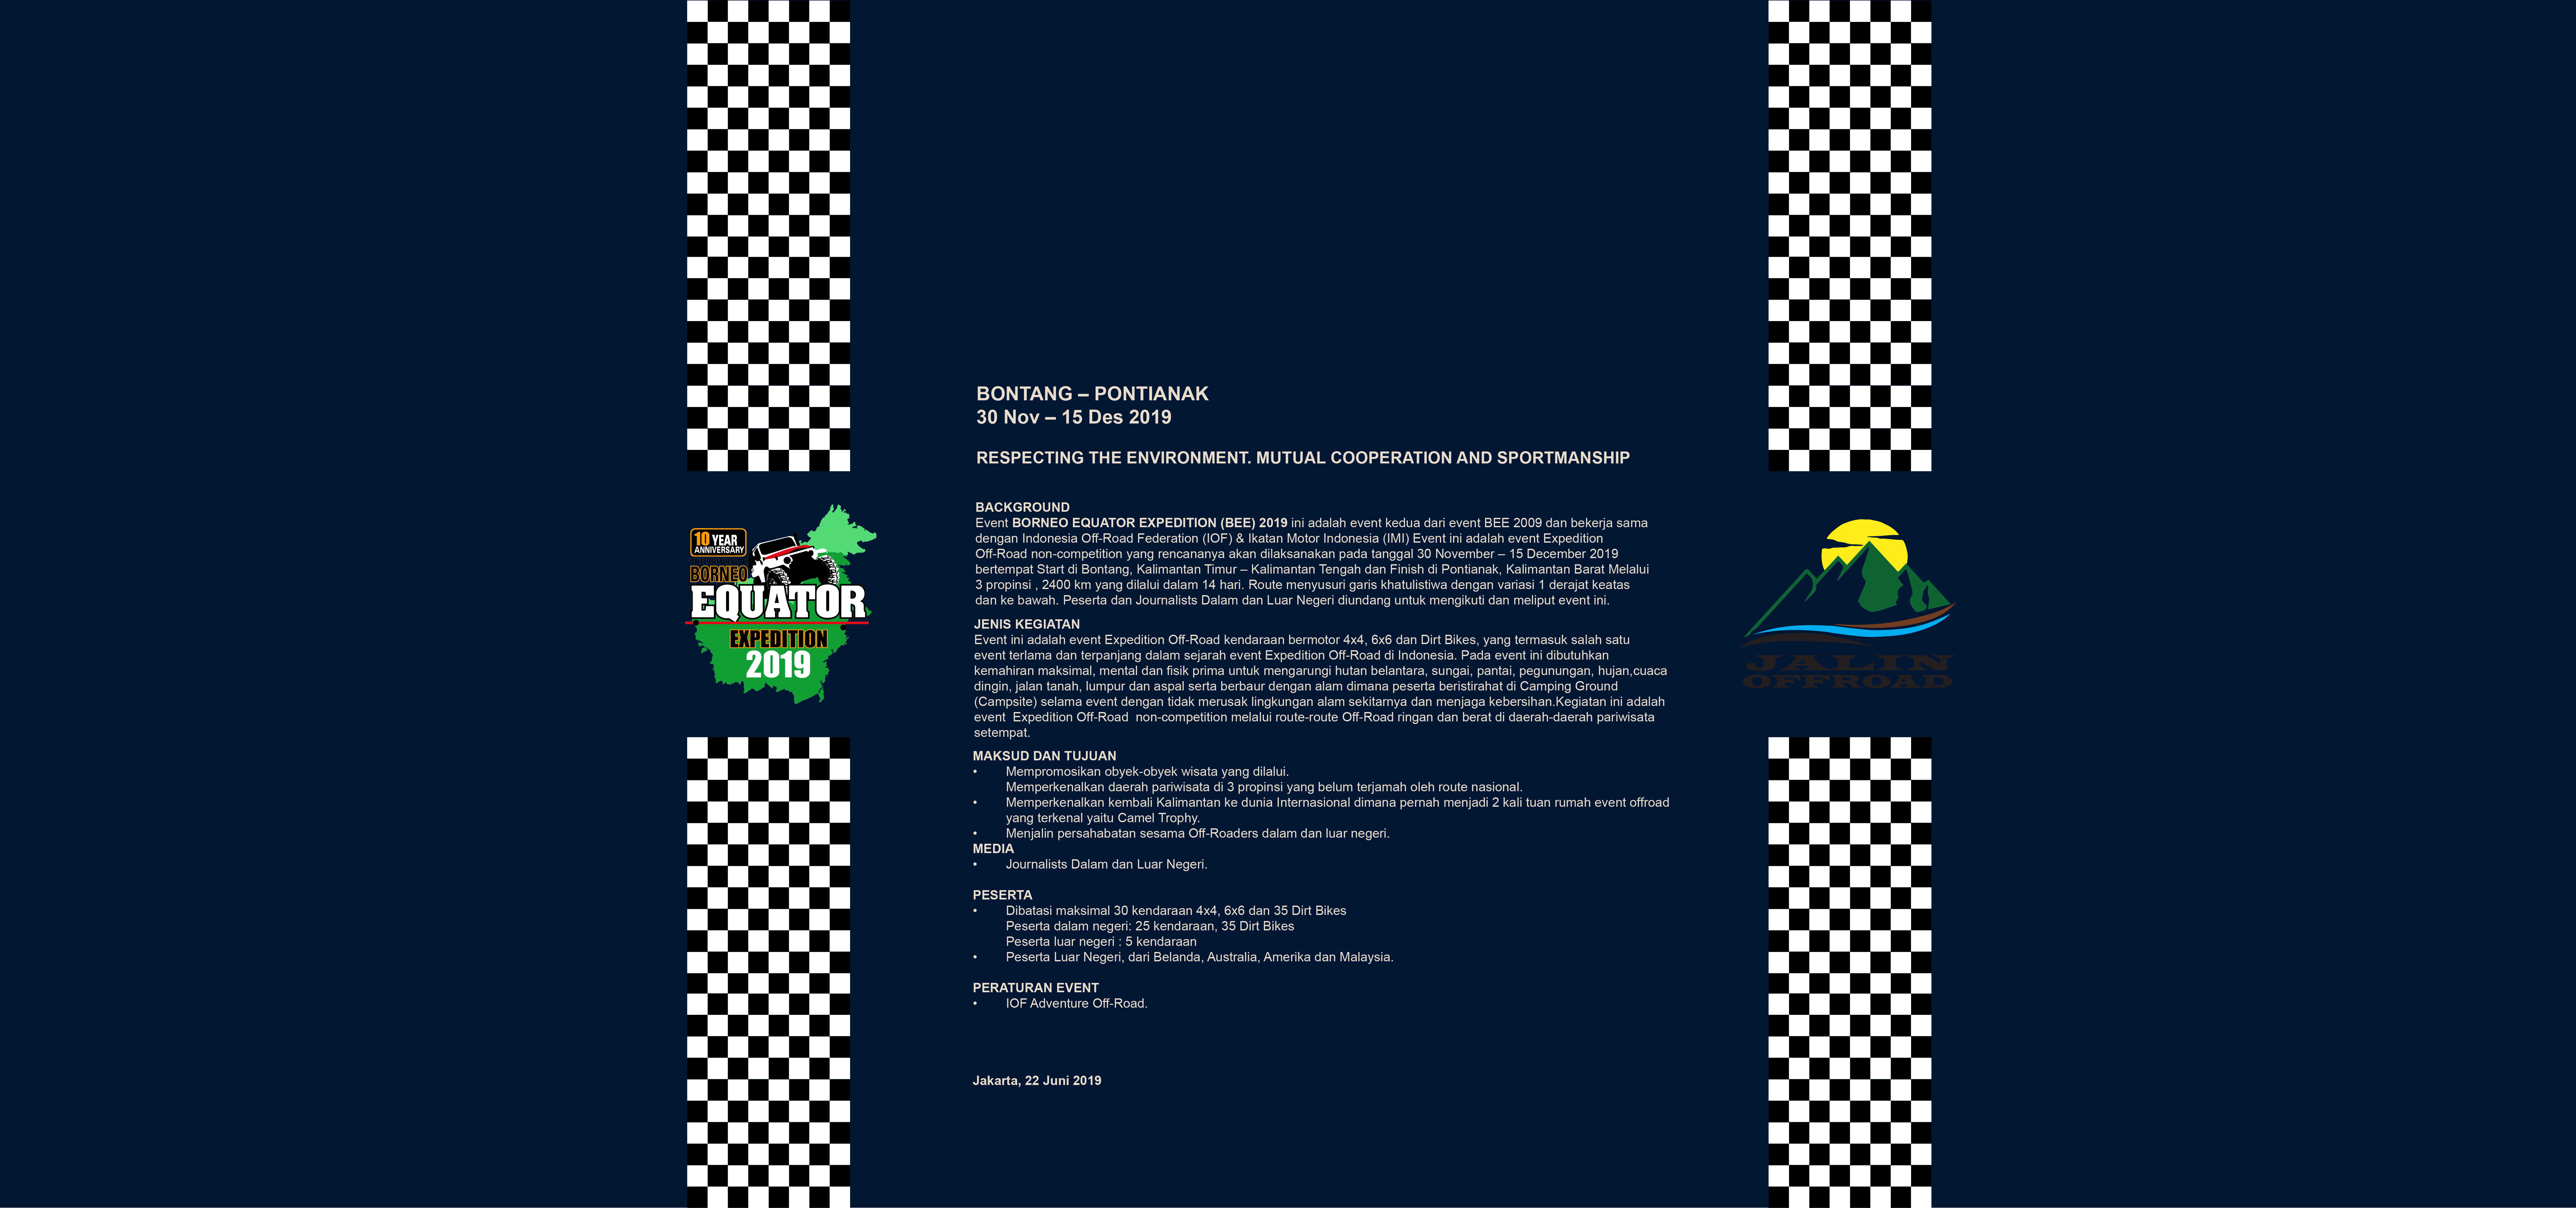 BONTANG – PONTIANAK
30 Nov – 15 Des 2019
RESPECTING THE ENVIRONMENT. MUTUAL COOPERATION AND SPORTMANSHIP
10 YEAR
ANNIVERSARY
BORNEO
EQUATOR
EXPEDITION
2019
BACKGROUND
Event BORNEO EQUATOR EXPEDITION (BEE) 2019 ini adalah event kedua dari event BEE 2009 dan bekerja sama
dengan Indonesia Off-Road Federation (IOF) & Ikatan Motor Indonesia (IMI) Event ini adalah event Expedition
Off-Road non-competition yang rencananya akan dilaksanakan pada tanggal 30 November – 15 December 2019
bertempat Start di Bontang, Kalimantan Timur – Kalimantan Tengah dan Finish di Pontianak, Kalimantan Barat Melalui
3 propinsi , 2400 km yang dilalui dalam 14 hari. Route menyusuri garis khatulistiwa dengan variasi 1 derajat keatas
dan ke bawah. Peserta dan Journalists Dalam dan Luar Negeri diundang untuk mengikuti dan meliput event ini.
JENIS KEGIATAN
Event ini adalah event Expedition Off-Road kendaraan bermotor 4x4, 6x6 dan Dirt Bikes, yang termasuk salah satu
event terlama dan terpanjang dalam sejarah event Expedition Off-Road di Indonesia. Pada event ini dibutuhkan
kemahiran maksimal, mental dan fisik prima untuk mengarungi hutan belantara, sungai, pantai, pegunungan, hujan,cuaca
dingin, jalan tanah, lumpur dan aspal serta berbaur dengan alam dimana peserta beristirahat di Camping Ground
(Campsite) selama event dengan tidak merusak lingkungan alam sekitarnya dan menjaga kebersihan.Kegiatan ini adalah
event  Expedition Off-Road  non-competition melalui route-route Off-Road ringan dan berat di daerah-daerah pariwisata
setempat.
MAKSUD DAN TUJUAN
• Mempromosikan obyek-obyek wisata yang dilalui.
Memperkenalkan daerah pariwisata di 3 propinsi yang belum terjamah oleh route nasional.
• Memperkenalkan kembali Kalimantan ke dunia Internasional dimana pernah menjadi 2 kali tuan rumah event offroad
yang terkenal yaitu Camel Trophy.
• Menjalin persahabatan sesama Off-Roaders dalam dan luar negeri.
MEDIA
• Journalists Dalam dan Luar Negeri.
PESERTA
• Dibatasi maksimal 30 kendaraan 4x4, 6x6 dan 35 Dirt Bikes
Peserta dalam negeri: 25 kendaraan, 35 Dirt Bikes
Peserta luar negeri : 5 kendaraan
• Peserta Luar Negeri, dari Belanda, Australia, Amerika dan Malaysia.
PERATURAN EVENT
• IOF Adventure Off-Road.
Jakarta, 22 Juni 2019
JALIN
OFFROAD